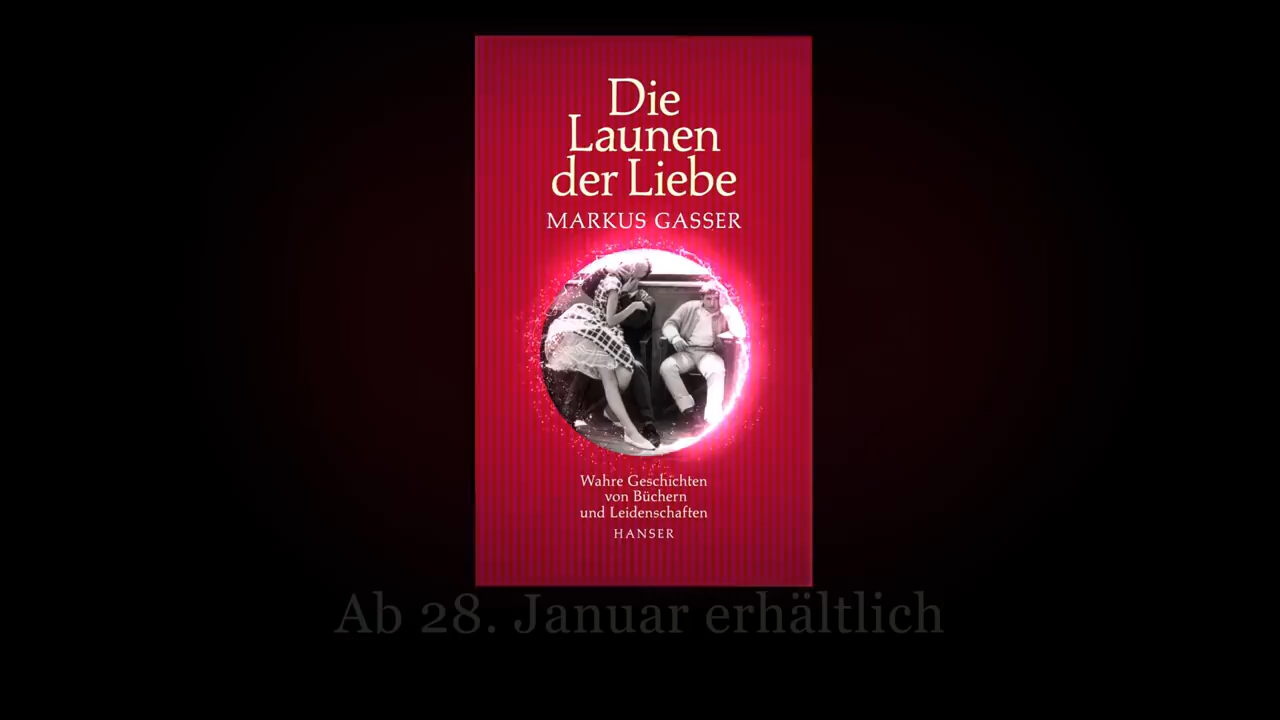 Die
Launen
der Liebe
MARKUS GASSER
Wahre Geschichten
von Büchern
und Leidenschaften
HANSER
Ab 28. Januar erhältlich